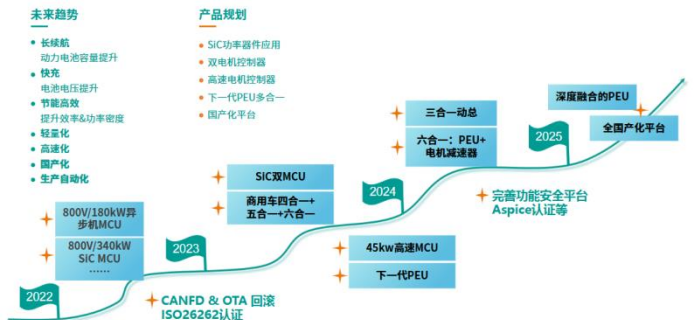 未来趋势
• 长续航
动力电池容量提升
• 快充
电池电压提升
• 节能高效
提升效率&功率密度
• 轻量化
• 高速化
• 国产化
• 生产自动化
产品规划
• SiC功率器件应用
• 双电机控制器
• 高速电机控制器
• 下一代PEU多合一
• 国产化平台
2022
800V/180kW异
步机MCU
800V/340kW
SiC MCU
……
2023
CANFD & OTA 回滚
ISO26262认证
SIC双MCU
商用车四合一+
五合一+六合一
2024
45kw高速MCU
下一代PEU
三合一动总
六合一：PEU+
电机减速器
2025
完善功能安全平台
Aspice认证等
深度融合的PEU
全国产化平台